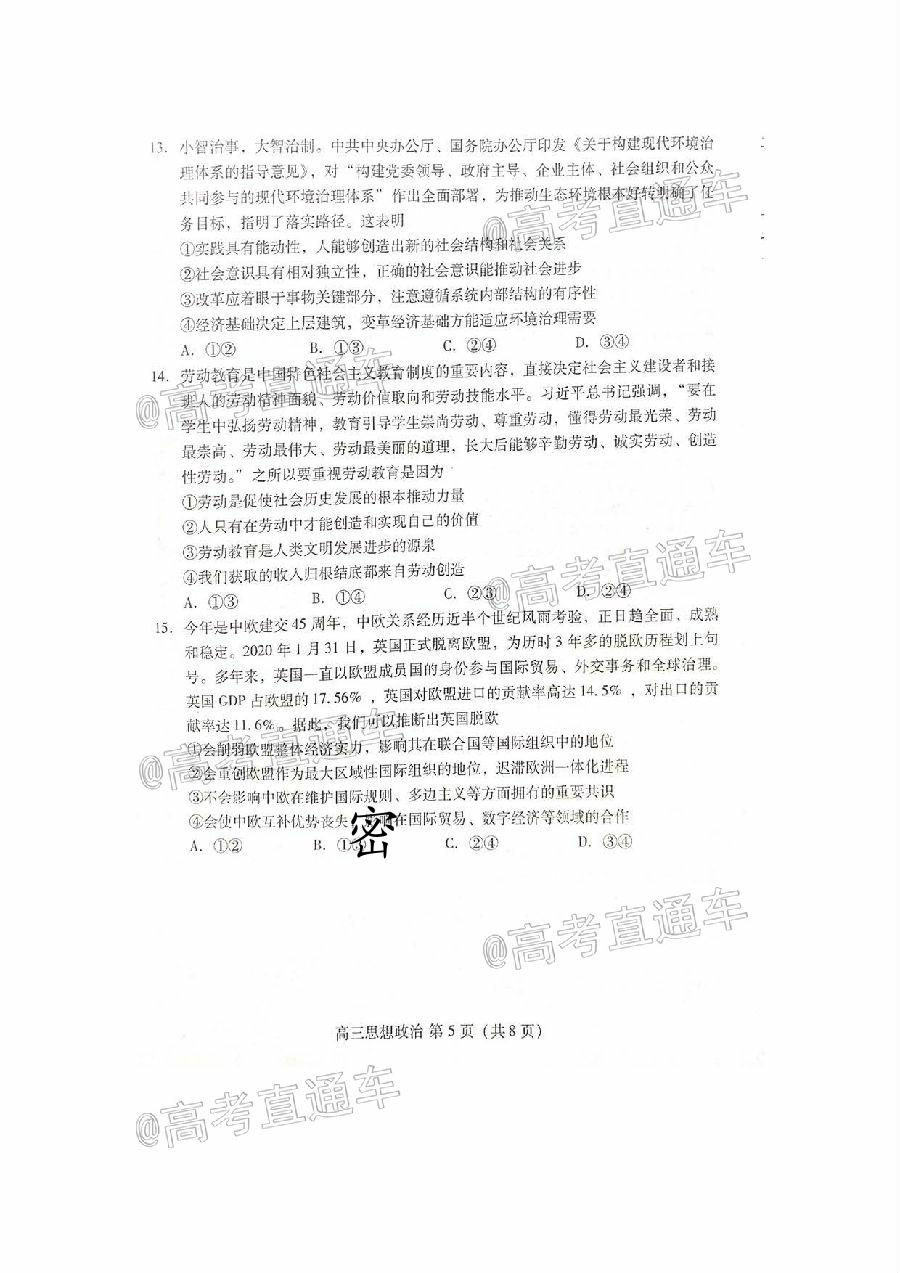 13. 小智治事，大智治制。中共中央办公厅、国务院办公厅印发《关于构建现代环境治
理体系的指导意见》，对“构建党委领导、政府主导、企业主体、社会组织和公众
共同参与的现代环境治理体系”作出全面部署，为推动生态环境根本好转明确了任
务目标，指明了落实路径。这表明
@高考直通车
①实践具有能动性，人能够创造出新的社会结构和社会关系
②社会意识具有相对独立性，正确的社会意识能推动社会进步
③改革应着眼于事物关键部分，注意遵循系统内部结构的有序性
④经济基础决定上层建筑，变革经济基础方能适应环境治理需要
A. ①② B. ①③ C. ②④ D. ③④
14. 劳动教育是中国特色社会主义教育制度的重要内容，直接决定社会主义建设者和接
班人的劳动精神面貌、劳动价值取向和劳动技能水平。习近平总书记强调，“要在
@高考直通车
学生中弘扬劳动精神，教育引导学生崇尚劳动、尊重劳动，懂得劳动最光荣、劳动
最崇高、劳动最伟大、劳动最美丽的道理，长大后能够辛勤劳动、诚实劳动、创造
性劳动。”之所以要重视劳动教育是因为
①劳动是促使社会历史发展的根本推动力量
②人只有在劳动中才能创造和实现自己的价值
③劳动教育是人类文明发展进步的源泉
④我们获取的收入归根结底都来自劳动创造
@高考直通车
A. ①③ B. ①④ C. ②③ D. ②④
15. 今年是中欧建交 45 周年，中欧关系经历近半个世纪风雨考验，正日趋全面、成熟
和稳定。2020 年 1 月 31 日，英国正式脱离欧盟，为历时 3 年多的脱欧历程划上句
号。多年来，英国一直以欧盟成员国的身份参与国际贸易、外交事务和全球治理。
英国 GDP 占欧盟的 17.56%，英国对欧盟进口的贡献率高达 14.5%，对出口的贡
献率达 11.6%。据此，我们可以推断出英国脱欧
@高考直通车
①会削弱欧盟整体经济实力，影响其在联合国等国际组织中的地位
②会重创欧盟作为最大区域性国际组织的地位，迟滞欧洲一体化进程
③不会影响中欧在维护国际规则、多边主义等方面拥有的重要共识
④会使中欧互补优势丧失，影响在国际贸易、数字经济等领域的合作
密
A. ①② B. ①③ C. ②④ D. ③④
@高考直通车
高三思想政治 第 5 页（共 8 页）
@高考直通车